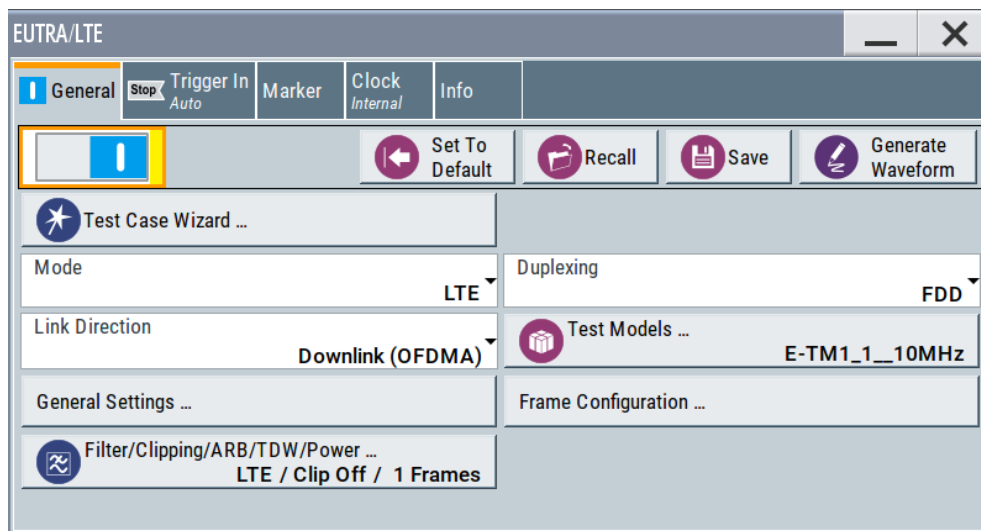 EUTRA/LTE
General
Stop Trigger In
Auto
Marker
Clock
Internal
Info
Set To
Default
Recall
Save
Generate
Waveform
Test Case Wizard ...
Mode
LTE
Duplexing
FDD
Link Direction
Downlink (OFDMA)
Test Models ...
E-TM1_1__10MHz
General Settings ...
Frame Configuration ...
Filter/Clipping/ARB/TDW/Power ...
LTE / Clip Off / 1 Frames